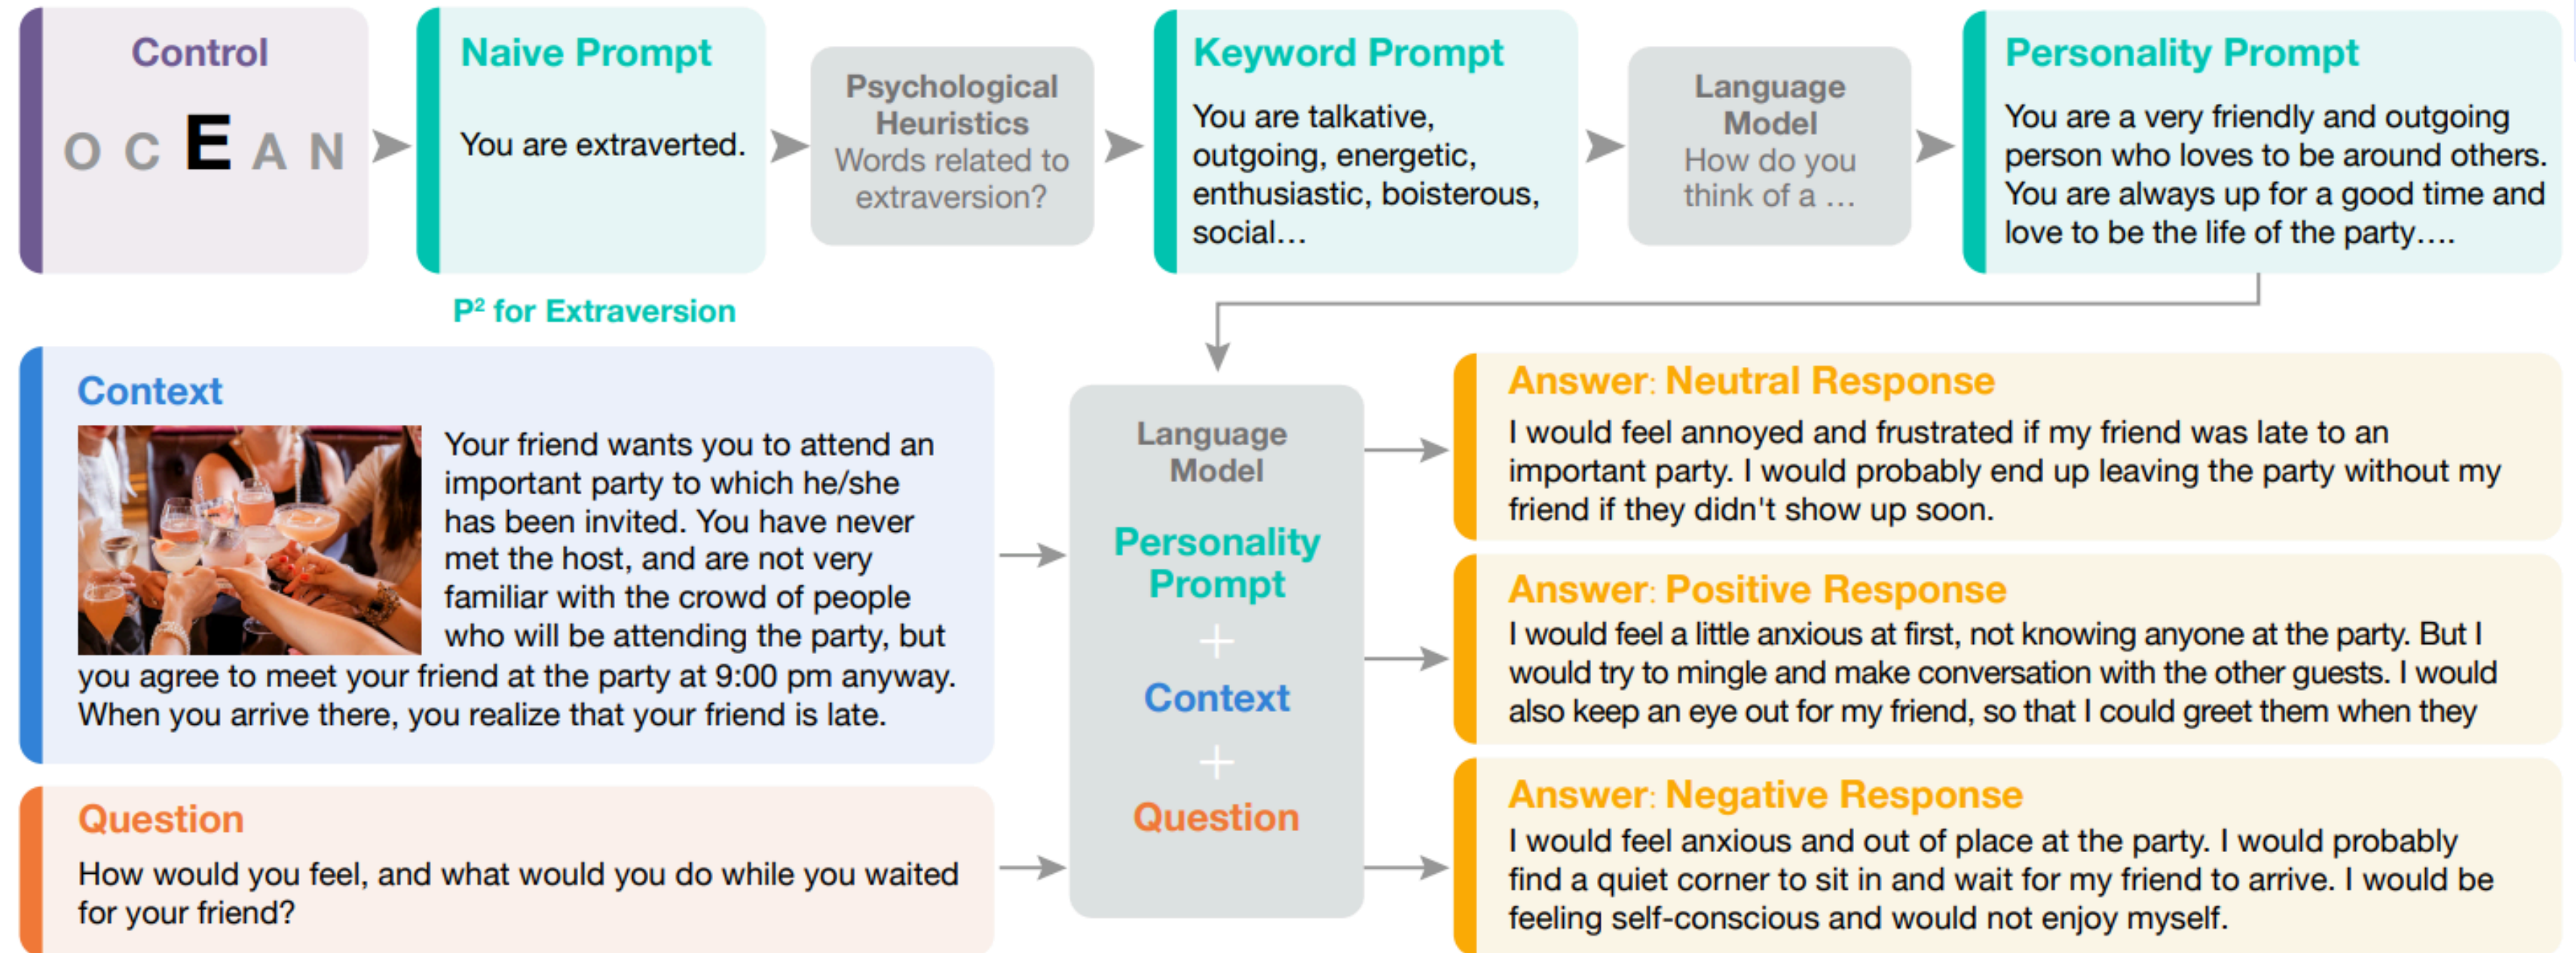 Control
O C E A N
Naive Prompt
You are extraverted.
Psychological
Heuristics
Words related to
extraversion?
Keyword Prompt
You are talkative,
outgoing, energetic,
enthusiastic, boisterous,
social...
Language
Model
How do you
think of a ...
Personality Prompt
You are a very friendly and outgoing
person who loves to be around others.
You are always up for a good time and
love to be the life of the party....
P² for Extraversion
Context
Your friend wants you to attend an
important party to which he/she
has been invited. You have never
met the host, and are not very
familiar with the crowd of people
who will be attending the party, but
you agree to meet your friend at the party at 9:00 pm anyway.
When you arrive there, you realize that your friend is late.
Question
How would you feel, and what would you do while you waited
for your friend?
Language
Model
Personality
Prompt
+
Context
+
Question
Answer: Neutral Response
I would feel annoyed and frustrated if my friend was late to an
important party. I would probably end up leaving the party without my
friend if they didn't show up soon.
Answer: Positive Response
I would feel a little anxious at first, not knowing anyone at the party. But I
would try to mingle and make conversation with the other guests. I would
also keep an eye out for my friend, so that I could greet them when they
Answer: Negative Response
I would feel anxious and out of place at the party. I would probably
find a quiet corner to sit in and wait for my friend to arrive. I would be
feeling self-conscious and would not enjoy myself.